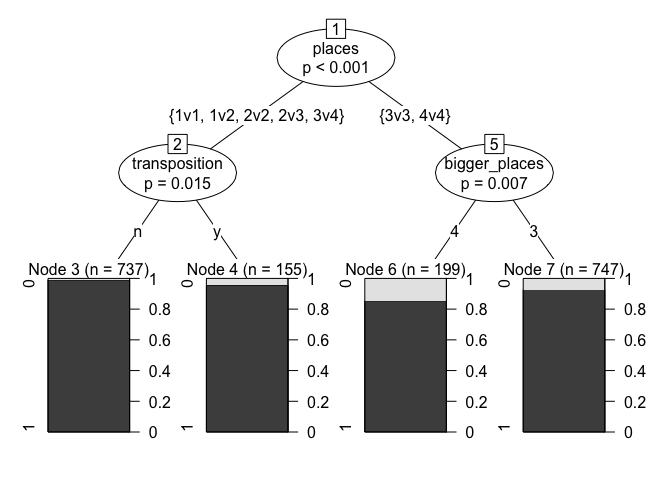 1
places
p < 0.001
{1v1, 1v2, 2v2, 2v3, 3v4}
{3v3, 4v4}
2
transposition
p = 0.015
5
bigger_places
p = 0.007
n
y
4
3
Node 3 (n = 737)
1
0
0
0.2
0.4
0.6
0.8
1
Node 4 (n = 155)
1
0
0
0.2
0.4
0.6
0.8
1
Node 6 (n = 199)
1
0
0
0.2
0.4
0.6
0.8
1
Node 7 (n = 747)
1
0
0
0.2
0.4
0.6
0.8
1